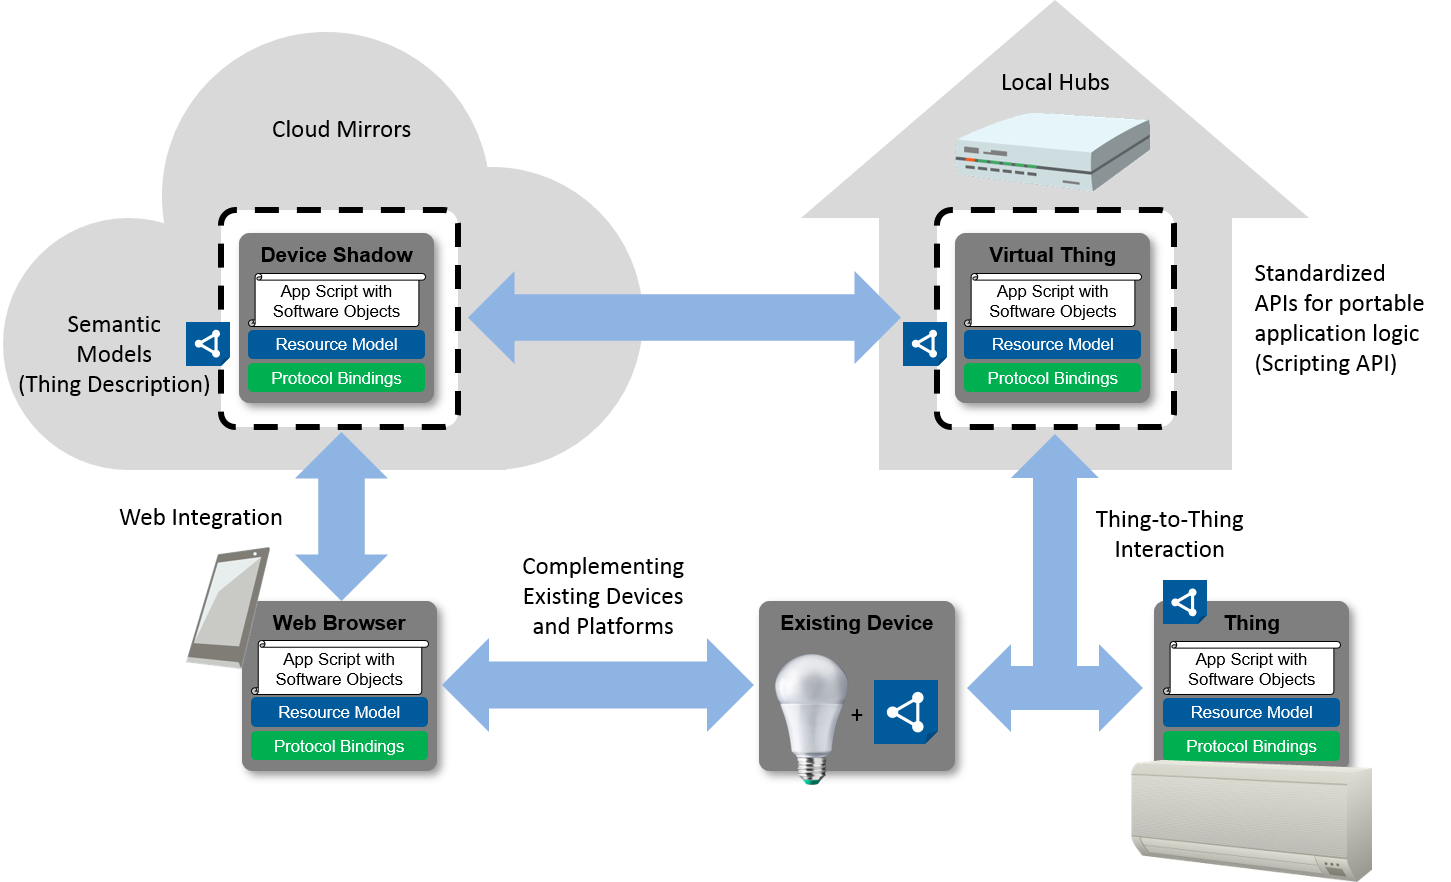 Local Hubs
Cloud Mirrors
Device Shadow
App Script with
Software Objects
Resource Model
Protocol Bindings
Semantic
Models
(Thing Description)
Virtual Thing
App Script with
Software Objects
Resource Model
Protocol Bindings
Standardized
APIs for portable
application logic
(Scripting API)
Web Integration
Thing-to-Thing
Interaction
Complementing
Existing Devices
and Platforms
Web Browser
App Script with
Software Objects
Resource Model
Protocol Bindings
Existing Device
+
Thing
App Script with
Software Objects
Resource Model
Protocol Bindings